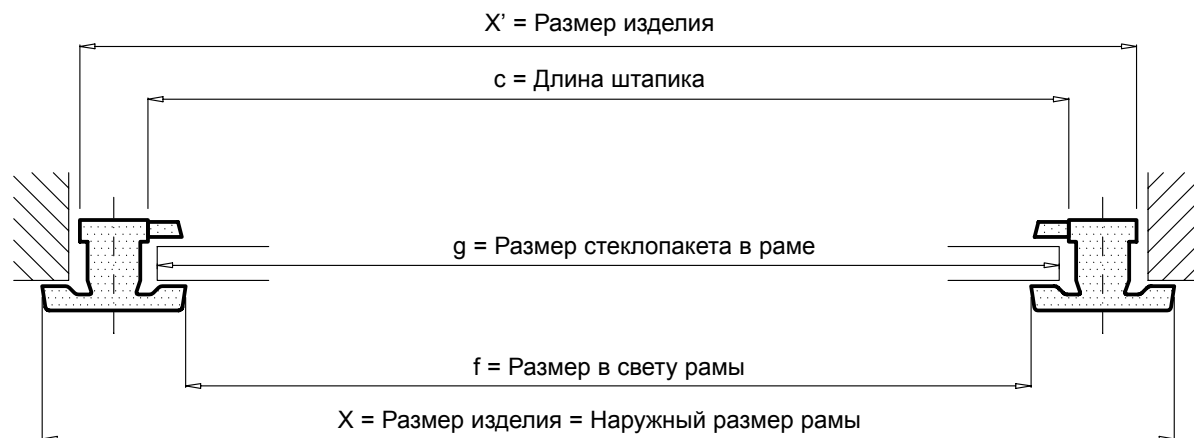 X’ = Размер изделия
c = Длина штапика
g = Размер стеклопакета в раме
f = Размер в свету рамы
X = Размер изделия = Наружный размер рамы